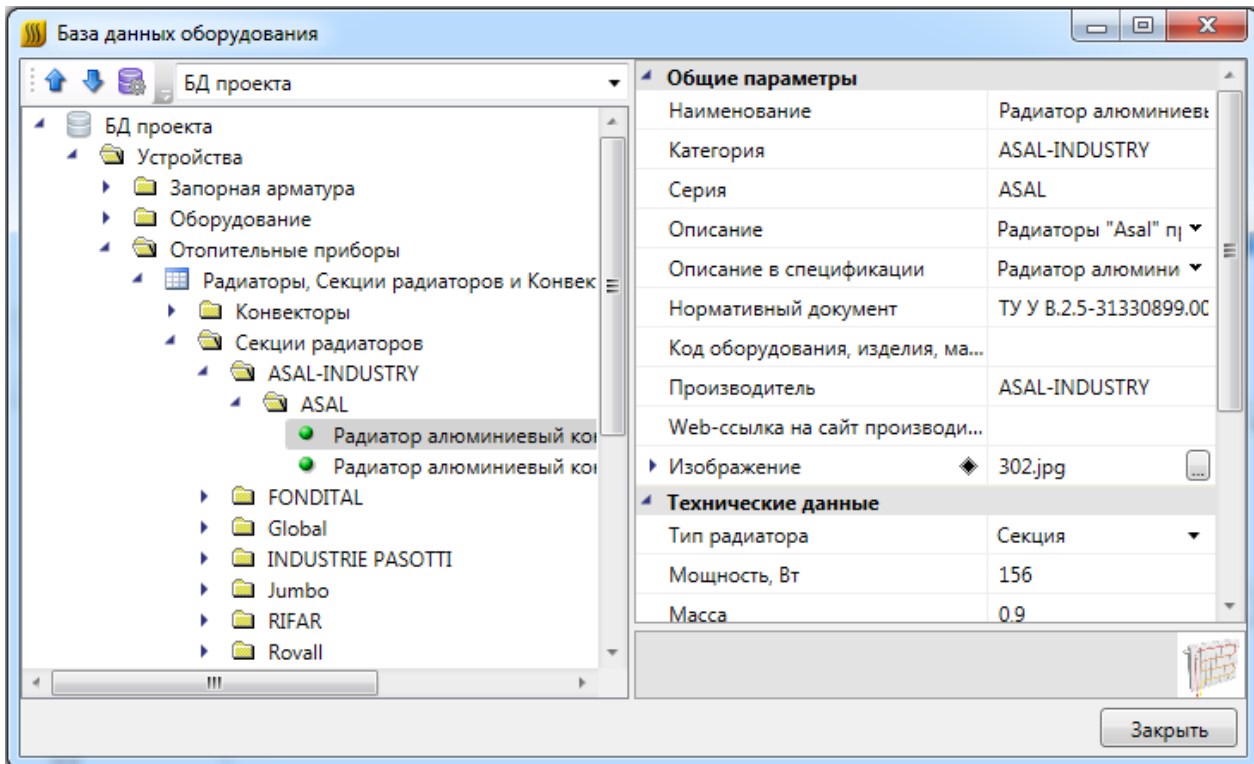 База данных оборудования
БД проекта
БД проекта
Устройства
Запорная арматура
Оборудование
Отопительные приборы
Радиаторы, Секции радиаторов и Конвек
Конвекторы
Секции радиаторов
ASAL-INDUSTRY
ASAL
Радиатор алюминиевый ко
Радиатор алюминиевый ко
FONDITAL
Global
INDUSTRIE PASOTTI
Jumbo
RIFAR
Rovall
Общие параметры
Наименование Радиатор алюминиевы
Категория ASAL-INDUSTRY
Серия ASAL
Описание Радиаторы "Asal" п
Описание в спецификации Радиатор алюмини
Нормативный документ ТУ У В.2.5-31330899.00
Код оборудования, изделия, ма...
Производитель ASAL-INDUSTRY
Web-ссылка на сайт производи...
Изображение 302.jpg ...
Технические данные
Тип радиатора Секция
Мощность, Вт 156
Масса 0.9
Закрыть